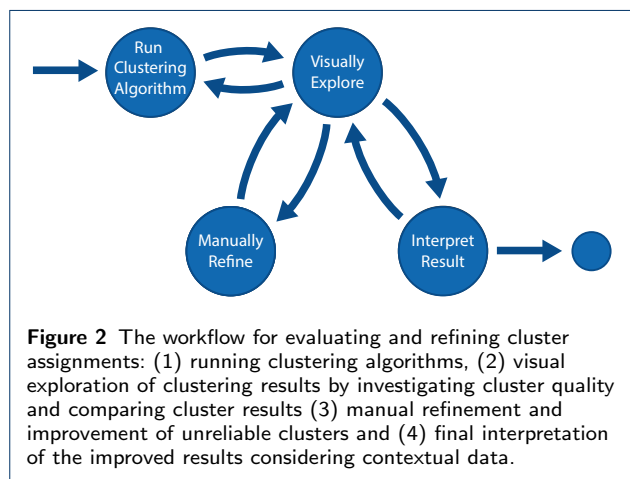 Run
Clustering
Algorithm
Visually
Explore
Manually
Refine
Interpret
Result
Figure 2 The workflow for evaluating and refining cluster
assignments: (1) running clustering algorithms, (2) visual
exploration of clustering results by investigating cluster quality
and comparing cluster results (3) manual refinement and
improvement of unreliable clusters and (4) final interpretation
of the improved results considering contextual data.